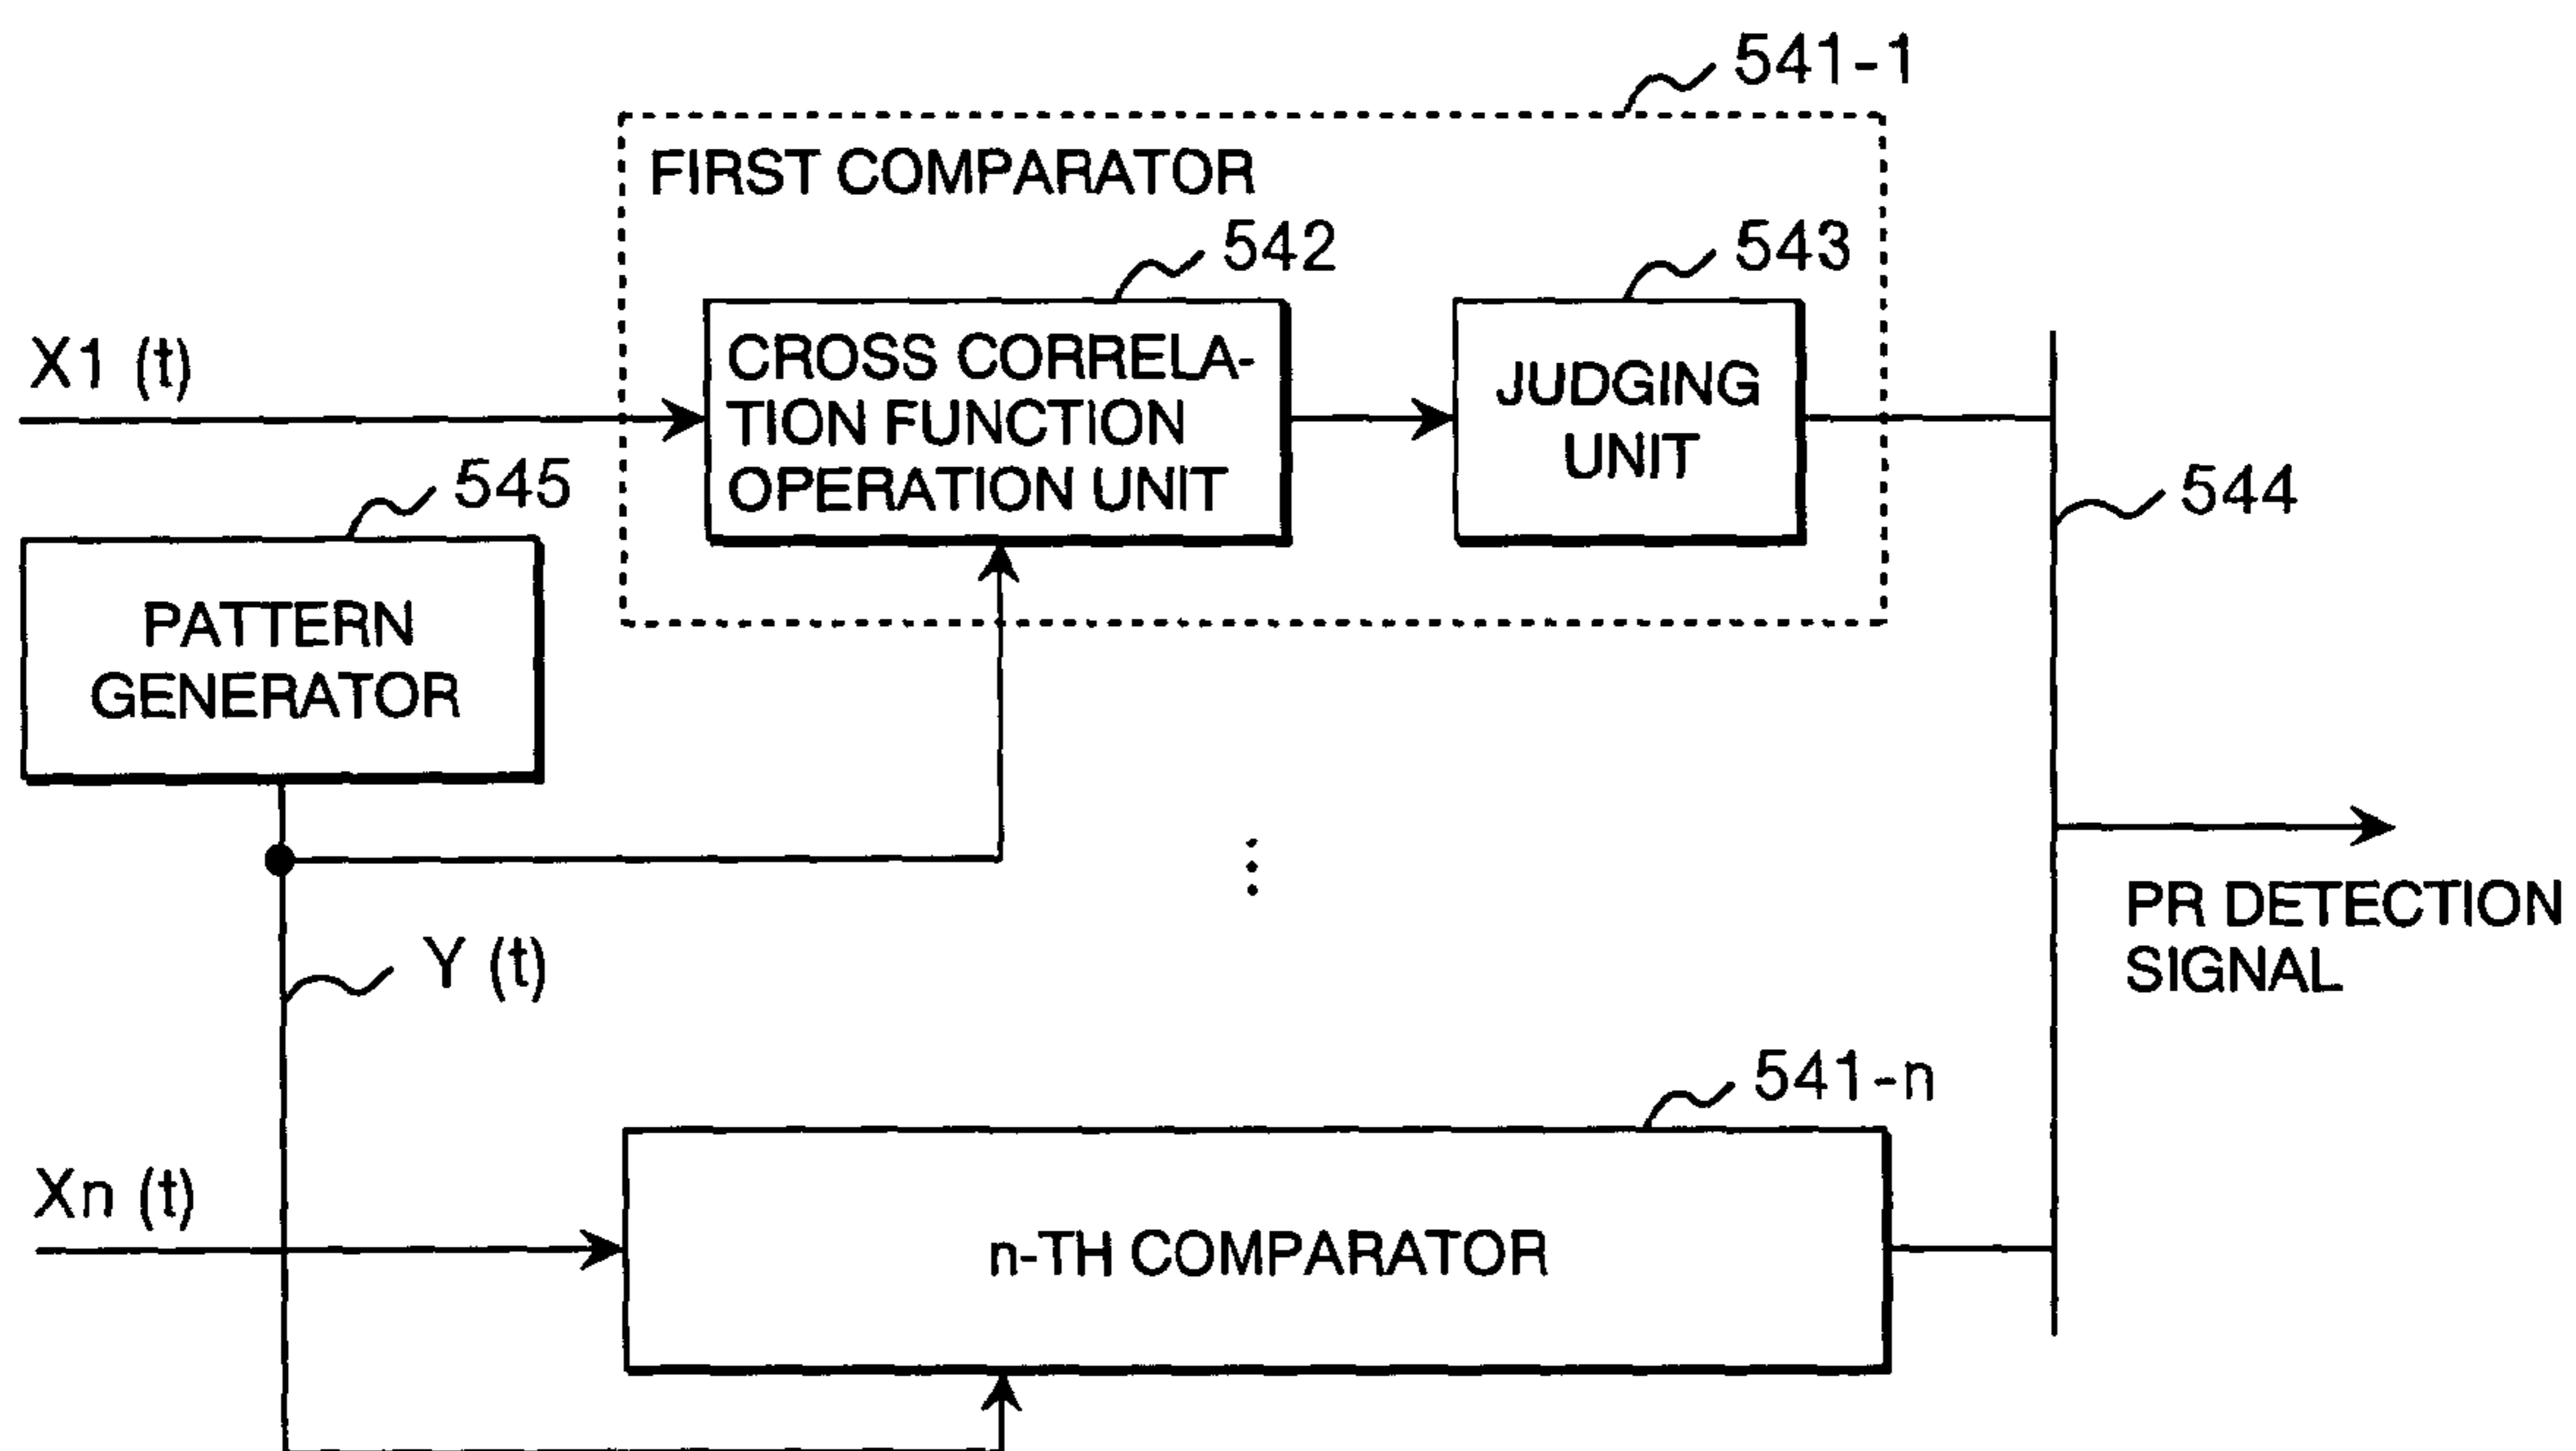 541-1
FIRST COMPARATOR
542
543
X1 (t)
CROSS CORRELA-
TION FUNCTION
OPERATION UNIT
JUDGING
UNIT
545
544
PATTERN
GENERATOR
PR DETECTION
SIGNAL
Y (t)
541-n
Xn (t)
n-TH COMPARATOR